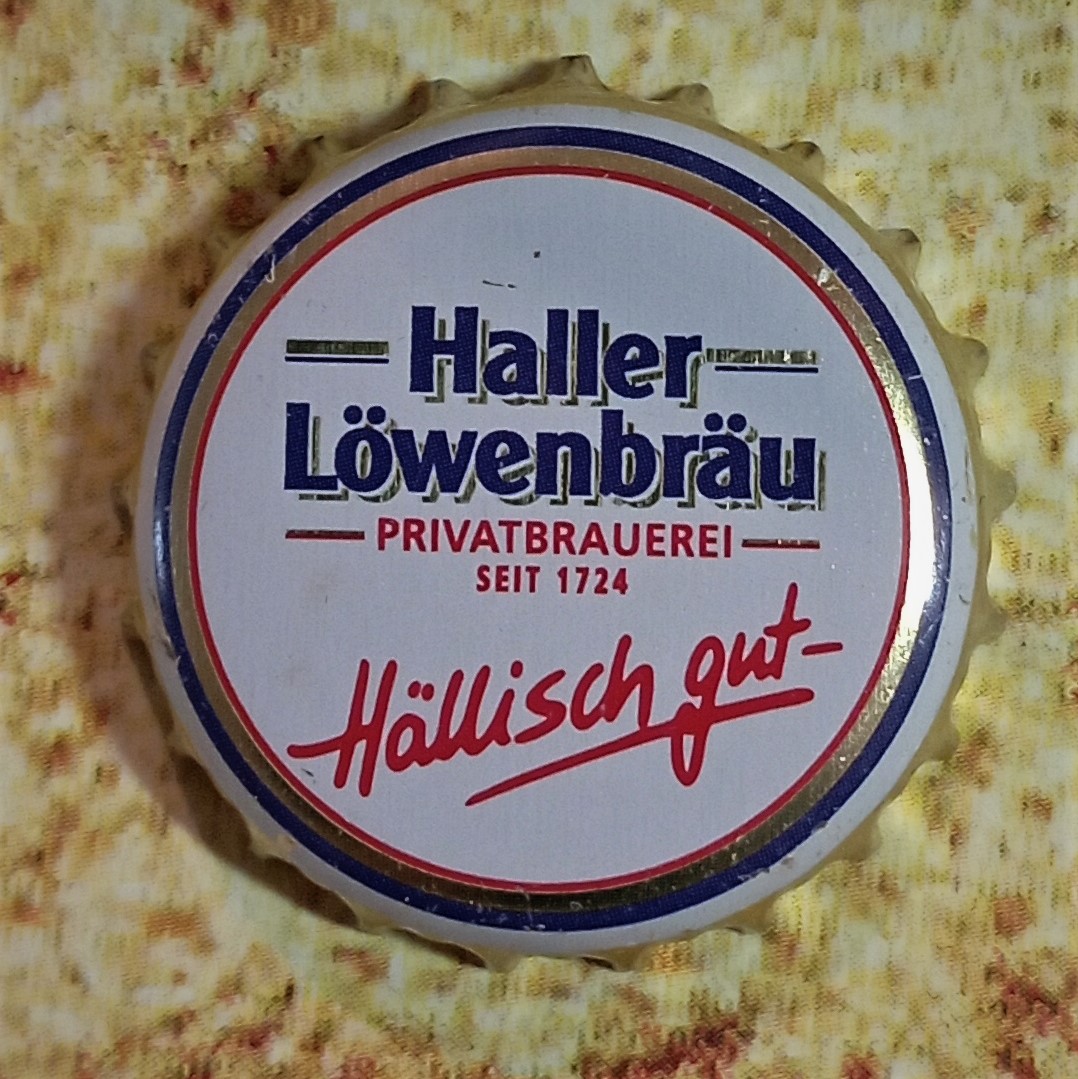 Haller
Löwenbräu
PRIVATBRAUEREI
SEIT 1724
Hällisch gut-